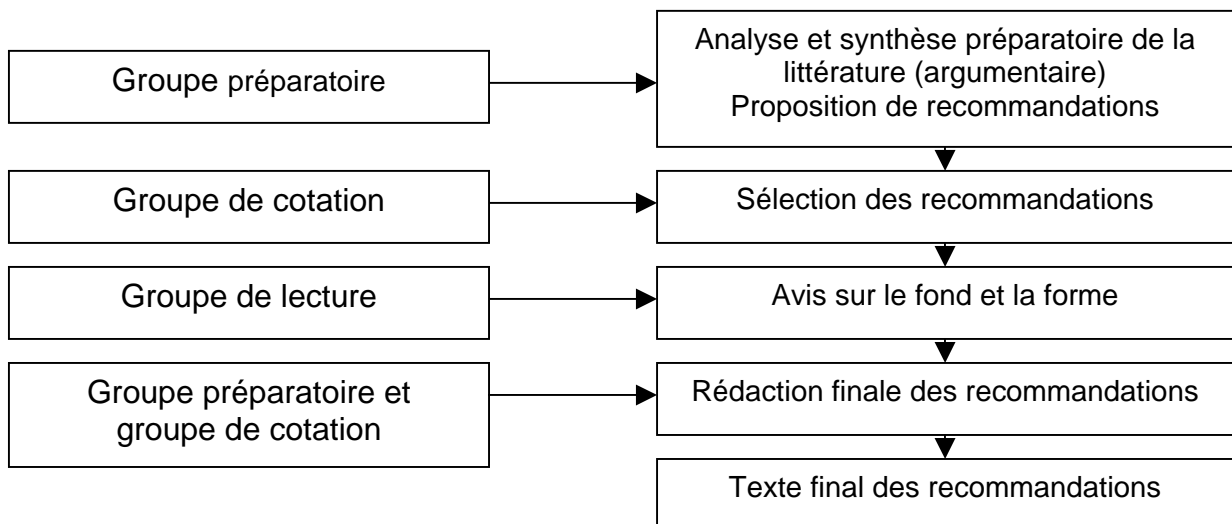 Groupe préparatoire
Analyse et synthèse préparatoire de la
littérature (argumentaire)
Proposition de recommandations
Groupe de cotation
Sélection des recommandations
Groupe de lecture
Avis sur le fond et la forme
Groupe préparatoire et
groupe de cotation
Rédaction finale des recommandations
Texte final des recommandations